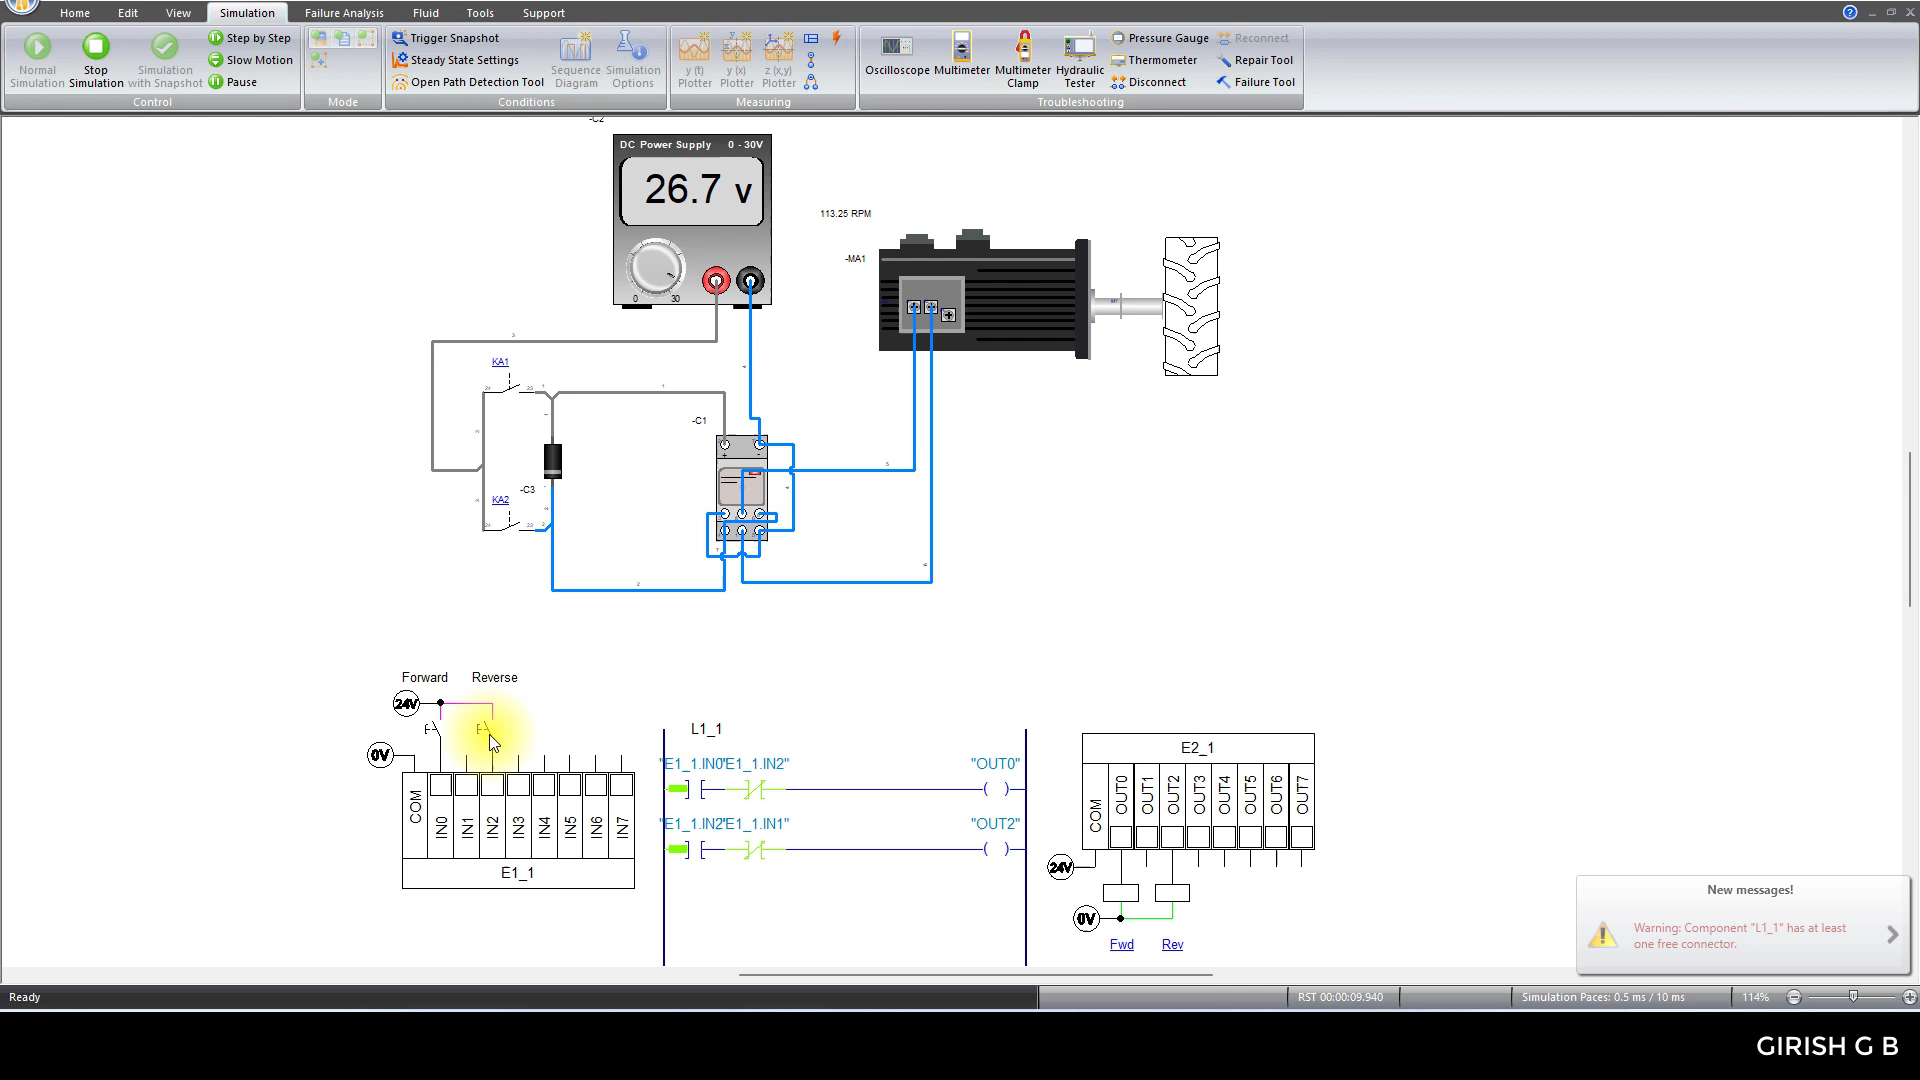 Home Edit View Simulation Failure Analysis Fluid Tools Support
Normal Simulation
Stop Simulation
Simulation with Snapshot
Step by Step
Slow Motion
Pause
Control
Mode
Trigger Snapshot
Steady State Settings
Open Path Detection Tool
Sequence Diagram
Simulation Options
Conditions
y (t) Plotter
y (x) Plotter
z (x,y) Plotter
Measuring
Oscilloscope
Multimeter
Multimeter Clamp
Hydraulic Tester
Pressure Gauge
Thermometer
Disconnect
Reconnect
Repair Tool
Failure Tool
Troubleshooting
-C2
DC Power Supply 0 - 30V
26.7 v
0 30
113.25 RPM
-MA1
KA1
-C1
-C3
KA2
Forward Reverse
24V
0V
COM IN0 IN1 IN2 IN3 IN4 IN5 IN6 IN7
E1_1
L1_1
"E1_1.IN0"E1_1.IN2" "OUT0"
( )
"E1_1.IN2"E1_1.IN1" "OUT2"
( )
E2_1
COM OUT0 OUT1 OUT2 OUT3 OUT4 OUT5 OUT6 OUT7
24V
0V
Fwd Rev
New messages!
Warning: Component "L1_1" has at least
one free connector.
Ready RST 00:00:09.940 Simulation Paces: 0.5 ms / 10 ms 114%
GIRISH G B